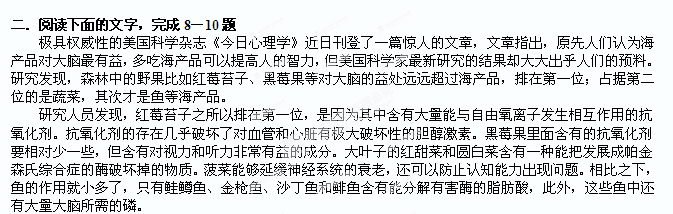 二．阅读下面的文字，完成 8—10 题
极具权威性的美国科学杂志《今日心理学》近日刊登了一篇惊人的文章，文章指出，原先人们认为海
产品对大脑最有益，多吃海产品可以提高人的智力，但美国科学家最新研究的结果却大大出乎人们的预料。
研究发现，森林中的野果比如红莓苔子、黑莓果等对大脑的益处远远超过海产品，排在第一位；占据第二
位的是蔬菜，其次才是鱼等海产品。
研究人员发现，红莓苔子之所以排在第一位，是因为其中含有大量能与自由氧离子发生相互作用的抗
氧化剂。抗氧化剂的存在几乎破坏了对血管和心脏有极大破坏性的胆醇激素。黑莓果里面含有的抗氧化剂
要相对少一些，但含有对视力和听力非常有益的成分。大叶子的红甜菜和圆白菜含有一种能把发展成帕金
森氏综合症的酶破坏掉的物质。菠菜能够延缓神经系统的衰老，还可以防止认知能力出现问题。相比之下，
鱼的作用就小多了，只有鲑鳟鱼、金枪鱼、沙丁鱼和鲱鱼含有能分解有害酶的脂肪酸，此外，这些鱼中还
有大量大脑所需的磷。